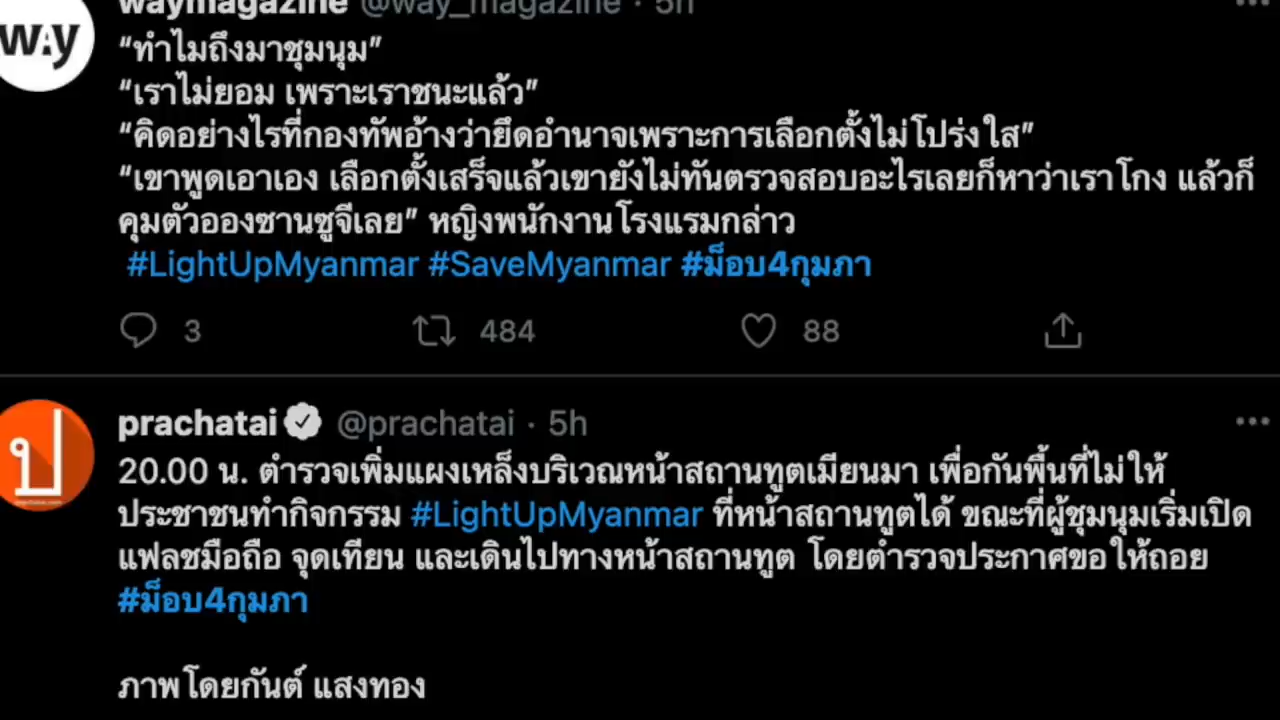 waymagazine @way_magazine · 5h
way
“ทำไมถึงมาชุมนุม”
“เราไม่ยอม เพราะเราชนะแล้ว”
“คิดอย่างไรที่กองทัพอ้างว่ายึดอำนาจเพราะการเลือกตั้งไม่โปร่งใส”
“เขาพูดเอาเอง เลือกตั้งเสร็จแล้วเขายังไม่ทันตรวจสอบอะไรเลยก็หาว่าเราโกง แล้วก็
คุมตัวอองซานซูจีเลย” หญิงพนักงานโรงแรมกล่าว
#LightUpMyanmar #SaveMyanmar #ม็อบ4กุมภา
3 484 88
prachatai @prachatai · 5h
ป
20.00 น. ตำรวจเพิ่มแผงเหล็งบริเวณหน้าสถานทูตเมียนมา เพื่อกันพื้นที่ไม่ให้
ประชาชนทำกิจกรรม #LightUpMyanmar ที่หน้าสถานทูตได้ ขณะที่ผู้ชุมนุมเริ่มเปิด
แฟลชมือถือ จุดเทียน และเดินไปทางหน้าสถานทูต โดยตำรวจประกาศขอให้ถอย
#ม็อบ4กุมภา
ภาพโดยกันต์ แสงทอง